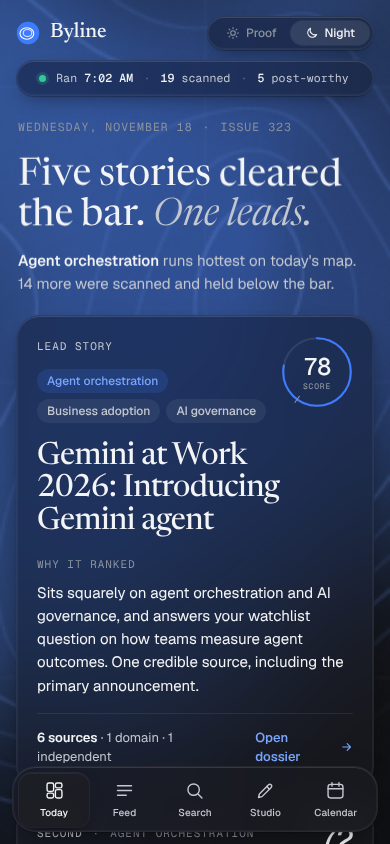 Byline
Proof
Night
Ran 7:02 AM · 19 scanned · 5 post-worthy
WEDNESDAY, NOVEMBER 18 · ISSUE 323
Five stories cleared
the bar. One leads.
Agent orchestration runs hottest on today's map.
14 more were scanned and held below the bar.
LEAD STORY
78
SCORE
Agent orchestration
Business adoption
AI governance
Gemini at Work
2026: Introducing
Gemini agent
WHY IT RANKED
Sits squarely on agent orchestration and AI
governance, and answers your watchlist
question on how teams measure agent
outcomes. One credible source, including the
primary announcement.
6 sources · 1 domain · 1
independent
Open
dossier →
Today
Feed
Search
Studio
Calendar
SECOND · AGENT ORCHESTRATION